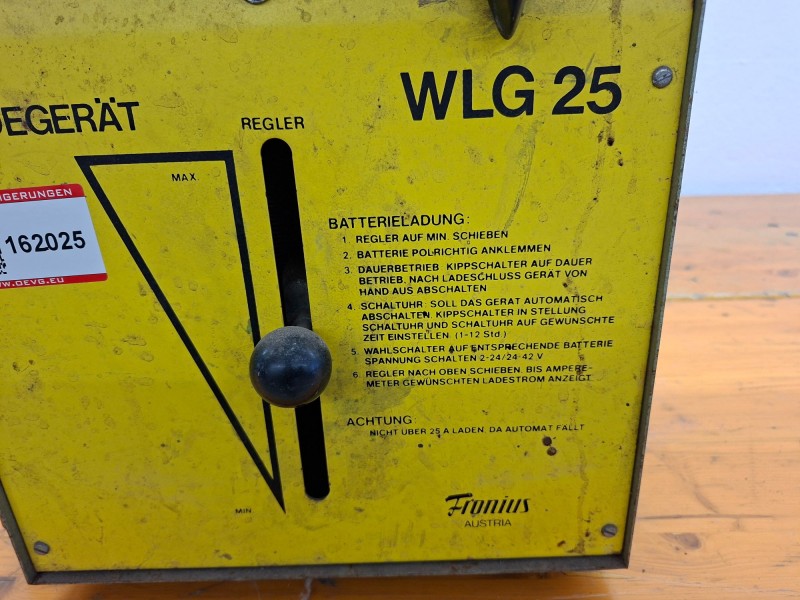 WLG 25
DEGERÄT
REGLER
MAX.
IGERUNGEN
162025
WW.OEVG.EU
BATTERIELADUNG:
1. REGLER AUF MIN. SCHIEBEN
2. BATTERIE POLRICHTIG ANKLEMMEN
3. DAUERBETRIEB. KIPPSCHALTER AUF DAUER
BETRIEB. NACH LADESCHLUSS GERÄT VON
HAND AUS ABSCHALTEN
4. SCHALTUHR: SOLL DAS GERÄT AUTOMATISCH
ABSCHALTEN. KIPPSCHALTER IN STELLUNG
SCHALTUHR UND SCHALTUHR AUF GEWÜNSCHTE
ZEIT EINSTELLEN. (1-12 Std.)
5. WAHLSCHALTER AUF ENTSPRECHENDE BATTERIE
SPANNUNG SCHALTEN 2-24/24-42 V
6. REGLER NACH OBEN SCHIEBEN. BIS AMPERE-
METER GEWÜNSCHTEN LADESTROM ANZEIGT
ACHTUNG:
NICHT ÜBER 25 A LADEN. DA AUTOMAT FÄLLT
MIN.
Fronius
AUSTRIA